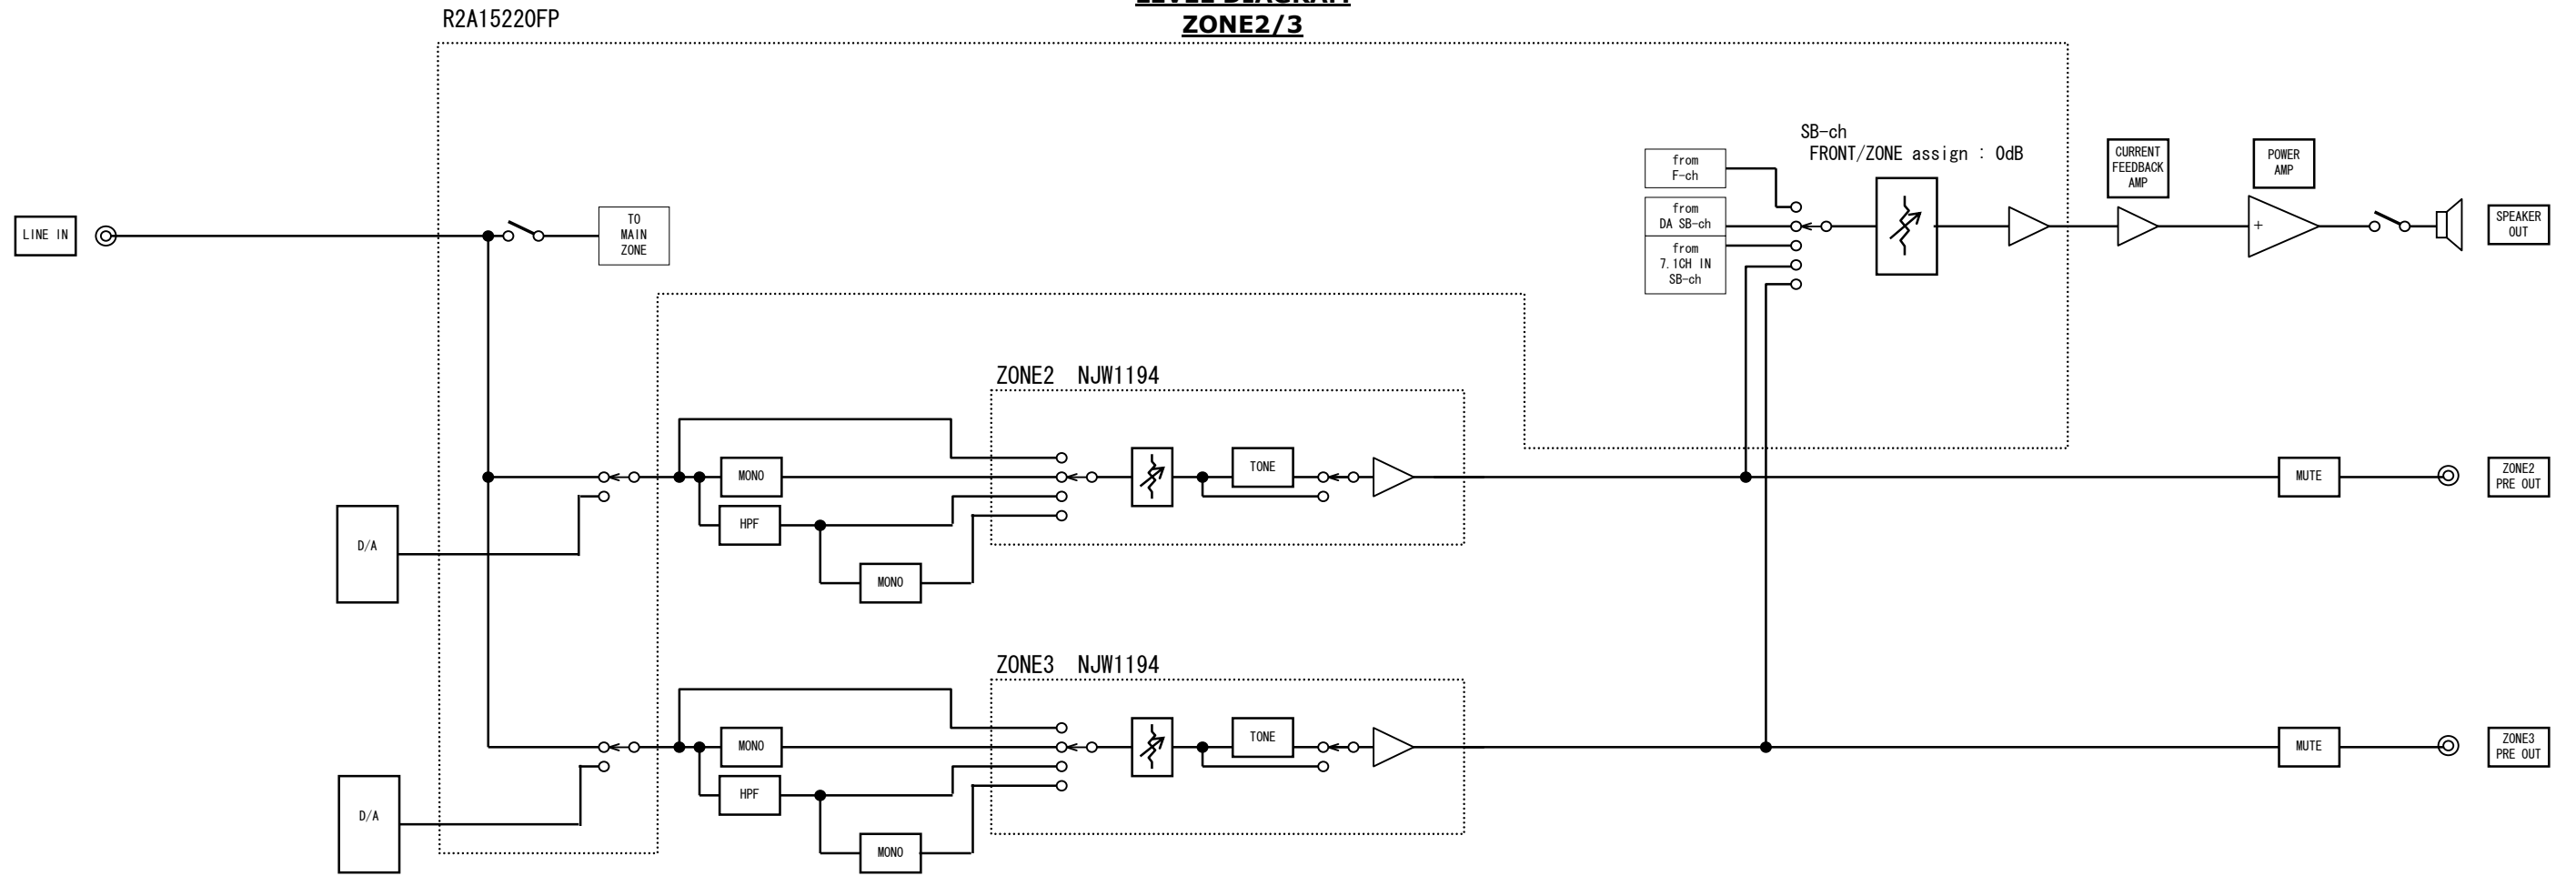 LEVEL DIAGRAM
ZONE2/3
R2A15220FP
SB-ch
FRONT/ZONE assign : 0dB
from
F-ch
from
DA SB-ch
from
7.1CH IN
SB-ch
CURRENT
FEEDBACK
AMP
POWER
AMP
+
SPEAKER
OUT
LINE IN
TO
MAIN
ZONE
ZONE2 NJW1194
MONO
TONE
HPF
MONO
D/A
MUTE
ZONE2
PRE OUT
ZONE3 NJW1194
MONO
TONE
HPF
MONO
D/A
MUTE
ZONE3
PRE OUT